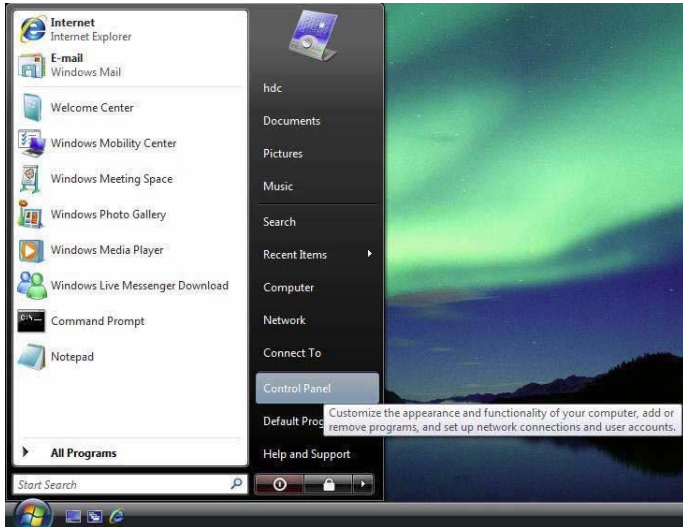 Internet
Internet Explorer
E-mail
Windows Mail
Welcome Center
Windows Mobility Center
Windows Meeting Space
Windows Photo Gallery
Windows Media Player
Windows Live Messenger Download
Command Prompt
Notepad
All Programs
Start Search
hdc
Documents
Pictures
Music
Search
Recent Items
Computer
Network
Connect To
Control Panel
Default Prog
Customize the appearance and functionality of your computer, add or
remove programs, and set up network connections and user accounts.
Help and Support